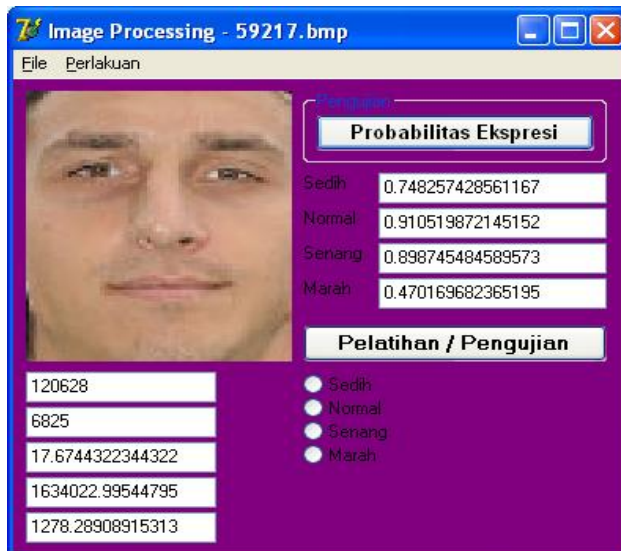 Image Processing - 59217.bmp
File Perlakuan
Pengujian
Probabilitas Ekspresi
Sedih 0.748257428561167
Normal 0.910519872145152
Senang 0.898745484589573
Marah 0.470169682365195
Pelatihan / Pengujian
120628
6825
17.6744322344322
1634022.99544795
1278.28908915313
Sedih
Normal
Senang
Marah